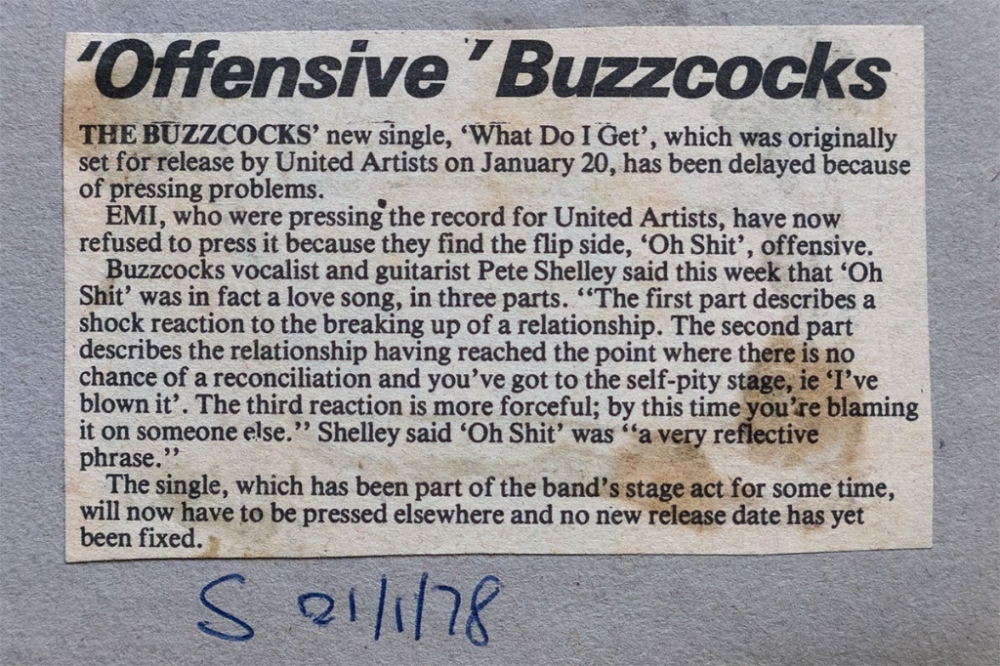 ‘Offensive’ Buzzcocks
THE BUZZCOCKS’ new single, ‘What Do I Get’, which was originally
set for release by United Artists on January 20, has been delayed because
of pressing problems.
EMI, who were pressing the record for United Artists, have now
refused to press it because they find the flip side, ‘Oh Shit’, offensive.
Buzzcocks vocalist and guitarist Pete Shelley said this week that ‘Oh
Shit’ was in fact a love song, in three parts. “The first part describes a
shock reaction to the breaking up of a relationship. The second part
describes the relationship having reached the point where there is no
chance of a reconciliation and you’ve got to the self-pity stage, ie ‘I’ve
blown it’. The third reaction is more forceful; by this time you’re blaming
it on someone else.” Shelley said ‘Oh Shit’ was “a very reflective
phrase.”
The single, which has been part of the band’s stage act for some time,
will now have to be pressed elsewhere and no new release date has yet
been fixed.
S 21/1/78